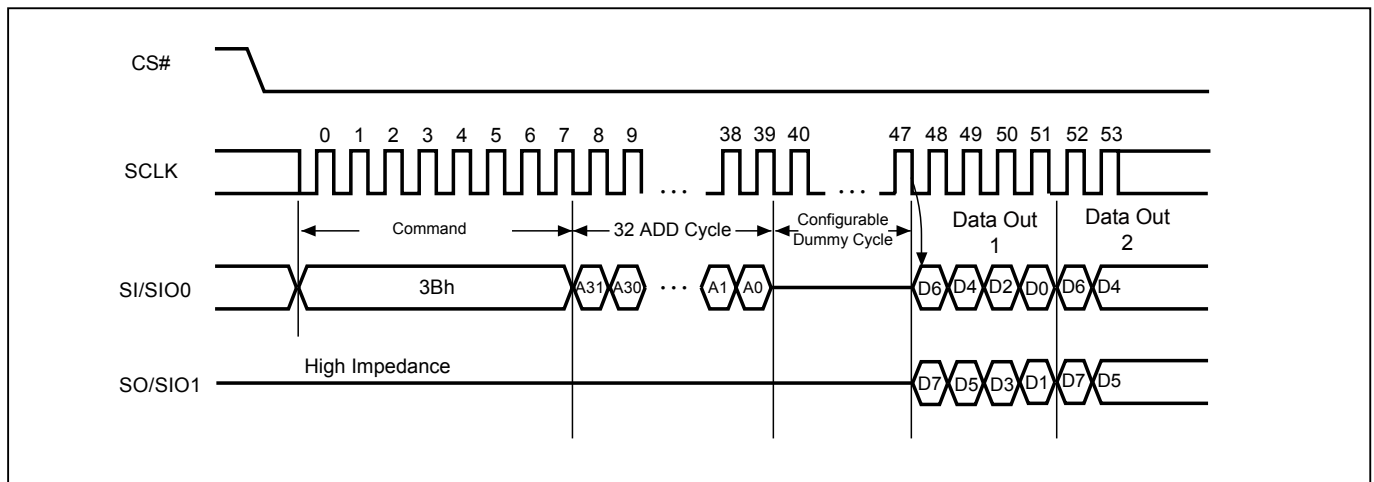 CS#
0 1 2 3 4 5 6 7 8 9 38 39 40 47 48 49 50 51 52 53
SCLK
Command
32 ADD Cycle
Configurable
Dummy Cycle
Data Out
1
Data Out
2
SI/SIO0
3Bh
A31 A30 A1 A0 D6 D4 D2 D0 D6 D4
High Impedance
SO/SIO1
D7 D5 D3 D1 D7 D5